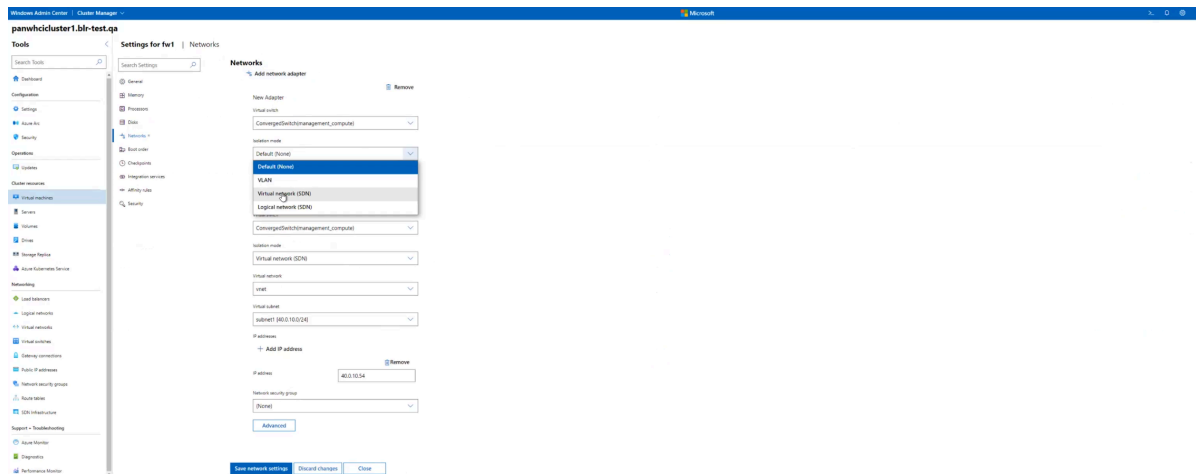 Windows Admin Center | Cluster Manager
Microsoft
panwhcicluster1.blr-test.qa
Tools
Search Tools
Dashboard
Configuration
Settings
Azure Arc
Security
Operations
Updates
Cluster resources
Virtual machines
Servers
Volumes
Drives
Storage Replica
Azure Kubernetes Service
Networking
Load balancers
Logical networks
Virtual networks
Virtual switches
Gateway connections
Public IP addresses
Network security groups
Route tables
SDN Infrastructure
Support + Troubleshooting
Azure Monitor
Diagnostics
Performance Monitor
Settings for fw1 | Networks
Search Settings
General
Memory
Processors
Disks
Networks *
Boot order
Checkpoints
Integration services
Affinity rules
Security
Networks
Add network adapter
Remove
New Adapter
Virtual switch
ConvergedSwitch(management_compute)
Isolation mode
Default (None)
Default (None)
VLAN
Virtual network (SDN)
Logical network (SDN)
ConvergedSwitch(management_compute)
Isolation mode
Virtual network (SDN)
Virtual network
vnet
Virtual subnet
subnet1 [40.0.10.0/24]
IP addresses
+ Add IP address
Remove
IP address
40.0.10.54
Network security group
(None)
Advanced
Save network settings
Discard changes
Close